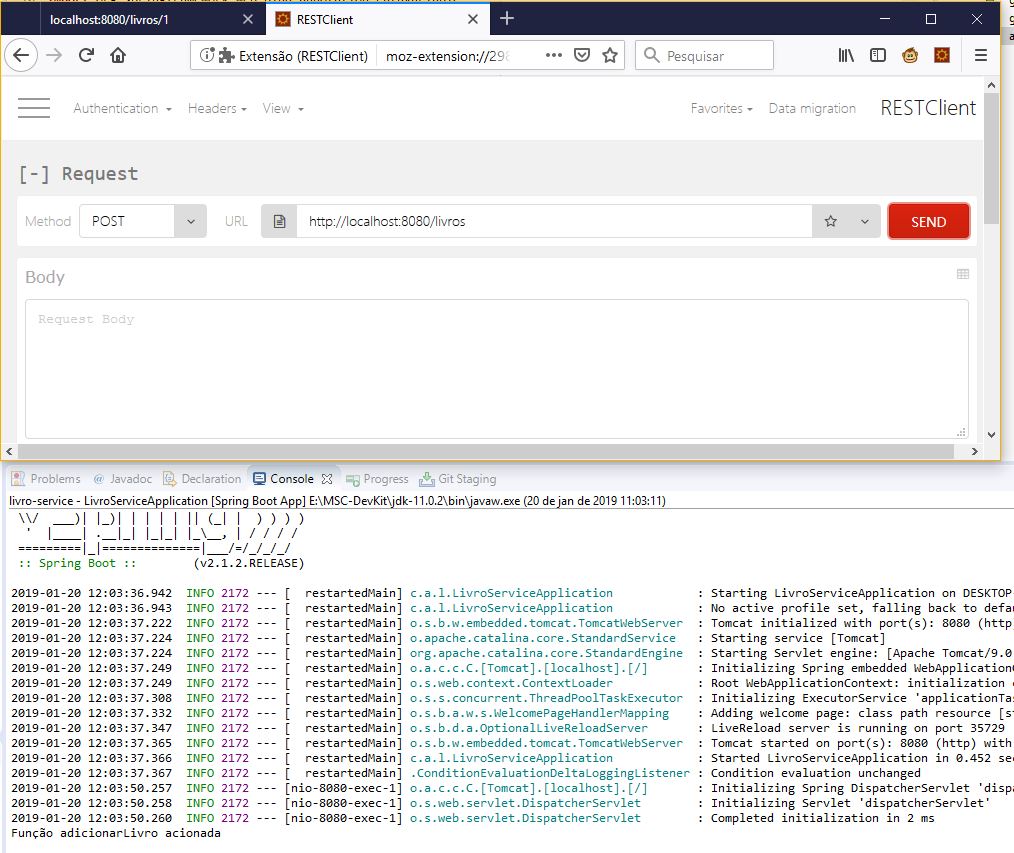 localhost:8080/livros/1
RESTClient
Extensão (RESTClient) moz-extension://298
Pesquisar
Authentication Headers View Favorites Data migration RESTClient
[-] Request
Method POST URL http://localhost:8080/livros SEND
Body
Request Body
Problems Javadoc Declaration Console Progress Git Staging
livro-service - LivroServiceApplication [Spring Boot App] E:\MSC-DevKit\jdk-11.0.2\bin\javaw.exe (20 de jan de 2019 11:03:11)
 \\/  ___)| |_)| | | | | || (_| |  ) ) ) )
  '  |____| .__|_| |_|_| |_\__, | / / / /
 =========|_|==============|___/=/_/_/_/
 :: Spring Boot ::        (v2.1.2.RELEASE)
2019-01-20 12:03:36.942  INFO 2172 --- [  restartedMain] c.a.l.LivroServiceApplication            : Starting LivroServiceApplication on DESKTOP
2019-01-20 12:03:36.943  INFO 2172 --- [  restartedMain] c.a.l.LivroServiceApplication            : No active profile set, falling back to defau
2019-01-20 12:03:37.222  INFO 2172 --- [  restartedMain] o.s.b.w.embedded.tomcat.TomcatWebServer  : Tomcat initialized with port(s): 8080 (http)
2019-01-20 12:03:37.224  INFO 2172 --- [  restartedMain] o.apache.catalina.core.StandardService   : Starting service [Tomcat]
2019-01-20 12:03:37.224  INFO 2172 --- [  restartedMain] org.apache.catalina.core.StandardEngine  : Starting Servlet engine: [Apache Tomcat/9.0
2019-01-20 12:03:37.249  INFO 2172 --- [  restartedMain] o.a.c.c.C.[Tomcat].[localhost].[/]       : Initializing Spring embedded WebApplicationC
2019-01-20 12:03:37.249  INFO 2172 --- [  restartedMain] o.s.web.context.ContextLoader            : Root WebApplicationContext: initialization c
2019-01-20 12:03:37.308  INFO 2172 --- [  restartedMain] o.s.s.concurrent.ThreadPoolTaskExecutor  : Initializing ExecutorService 'applicationTas
2019-01-20 12:03:37.332  INFO 2172 --- [  restartedMain] o.s.b.a.w.s.WelcomePageHandlerMapping    : Adding welcome page: class path resource [st
2019-01-20 12:03:37.347  INFO 2172 --- [  restartedMain] o.s.b.d.a.OptionalLiveReloadServer       : LiveReload server is running on port 35729
2019-01-20 12:03:37.365  INFO 2172 --- [  restartedMain] o.s.b.w.embedded.tomcat.TomcatWebServer  : Tomcat started on port(s): 8080 (http) with
2019-01-20 12:03:37.366  INFO 2172 --- [  restartedMain] c.a.l.LivroServiceApplication            : Started LivroServiceApplication in 0.452 sec
2019-01-20 12:03:37.367  INFO 2172 --- [  restartedMain] .ConditionEvaluationDeltaLoggingListener : Condition evaluation unchanged
2019-01-20 12:03:50.257  INFO 2172 --- [nio-8080-exec-1] o.a.c.c.C.[Tomcat].[localhost].[/]       : Initializing Spring DispatcherServlet 'dispa
2019-01-20 12:03:50.258  INFO 2172 --- [nio-8080-exec-1] o.s.web.servlet.DispatcherServlet        : Initializing Servlet 'dispatcherServlet'
2019-01-20 12:03:50.260  INFO 2172 --- [nio-8080-exec-1] o.s.web.servlet.DispatcherServlet        : Completed initialization in 2 ms
Função adicionarLivro acionada